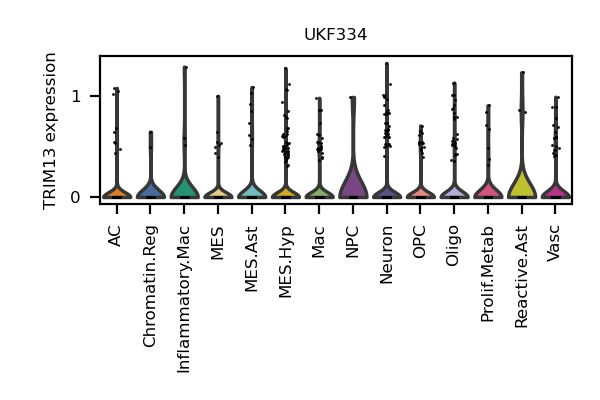 UKF334
TRIM13 expression
1
0
AC
Chromatin.Reg
Inflammatory.Mac
MES
MES.Ast
MES.Hyp
Mac
NPC
Neuron
OPC
Oligo
Prolif.Metab
Reactive.Ast
Vasc